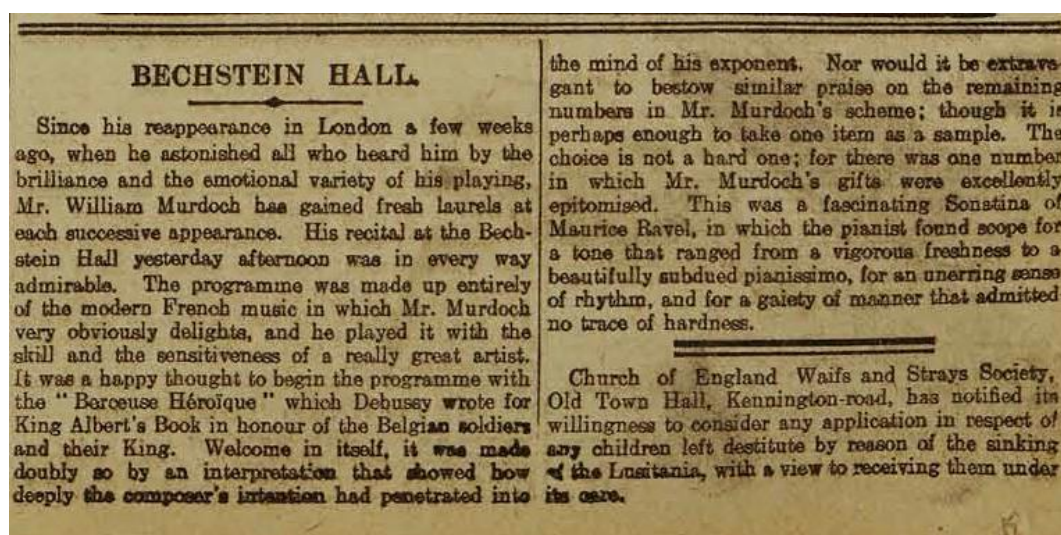 BECHSTEIN HALL.
Since his reappearance in London a few weeks
ago, when he astonished all who heard him by the
brilliance and the emotional variety of his playing,
Mr. William Murdoch has gained fresh laurels at
each successive appearance. His recital at the Bech-
stein Hall yesterday afternoon was in every way
admirable. The programme was made up entirely
of the modern French music in which Mr. Murdoch
very obviously delights, and he played it with the
skill and the sensitiveness of a really great artist.
It was a happy thought to begin the programme with
the "Berceuse Héroïque" which Debussy wrote for
King Albert's Book in honour of the Belgian soldiers
and their King. Welcome in itself, it was made
doubly so by an interpretation that showed how
deeply the composer's intention had penetrated into
the mind of his exponent. Nor would it be extrava-
gant to bestow similar praise on the remaining
numbers in Mr. Murdoch's scheme; though it is
perhaps enough to take one item as a sample. The
choice is not a hard one; for there was one number
in which Mr. Murdoch's gifts were excellently
epitomised. This was a fascinating Sonatina of
Maurice Ravel, in which the pianist found scope for
a tone that ranged from a vigorous freshness to a
beautifully subdued pianissimo, for an unerring sense
of rhythm, and for a gaiety of manner that admitted
no trace of hardness.
Church of England Waifs and Strays Society,
Old Town Hall, Kennington-road, has notified its
willingness to consider any application in respect of
any children left destitute by reason of the sinking
of the Lusitania, with a view to receiving them under
its care.